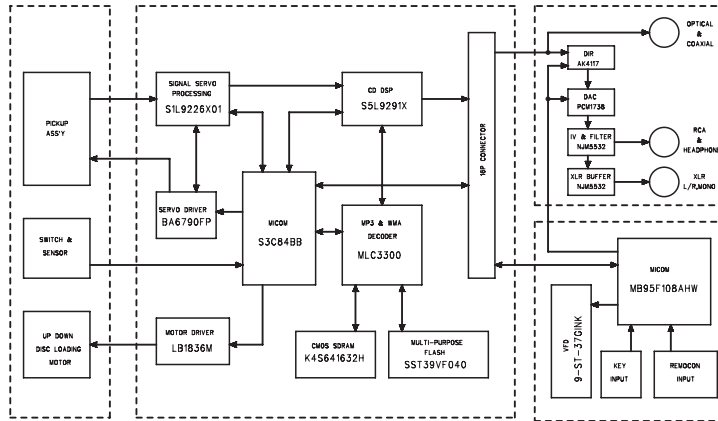 PICKUP
ASS'Y
SWITCH &
SENSOR
UP DOWN
DISC LOADING
MOTOR
SIGNAL SERVO
PROCESSING
S1L9226X01
SERVO DRIVER
BA6790FP
MOTOR DRIVER
LB1836M
MICOM
S3C84BB
CD DSP
S5L9291X
MP3 & WMA
DECODER
MLC3300
CMOS SDRAM
K4S641632H
MULTI-PURPOSE
FLASH
SST39VF040
18P CONNECTOR
DIR
AK4117
DAC
PCM1738
IV & FILTER
NJM5532
XLR BUFFER
NJM5532
OPTICAL
&
COAXIAL
RCA
&
HEADPHONE
XLR
L/R,MONO
MICOM
MB95F108AHW
VFD
9-ST-37GINK
KEY
INPUT
REMOCON
INPUT